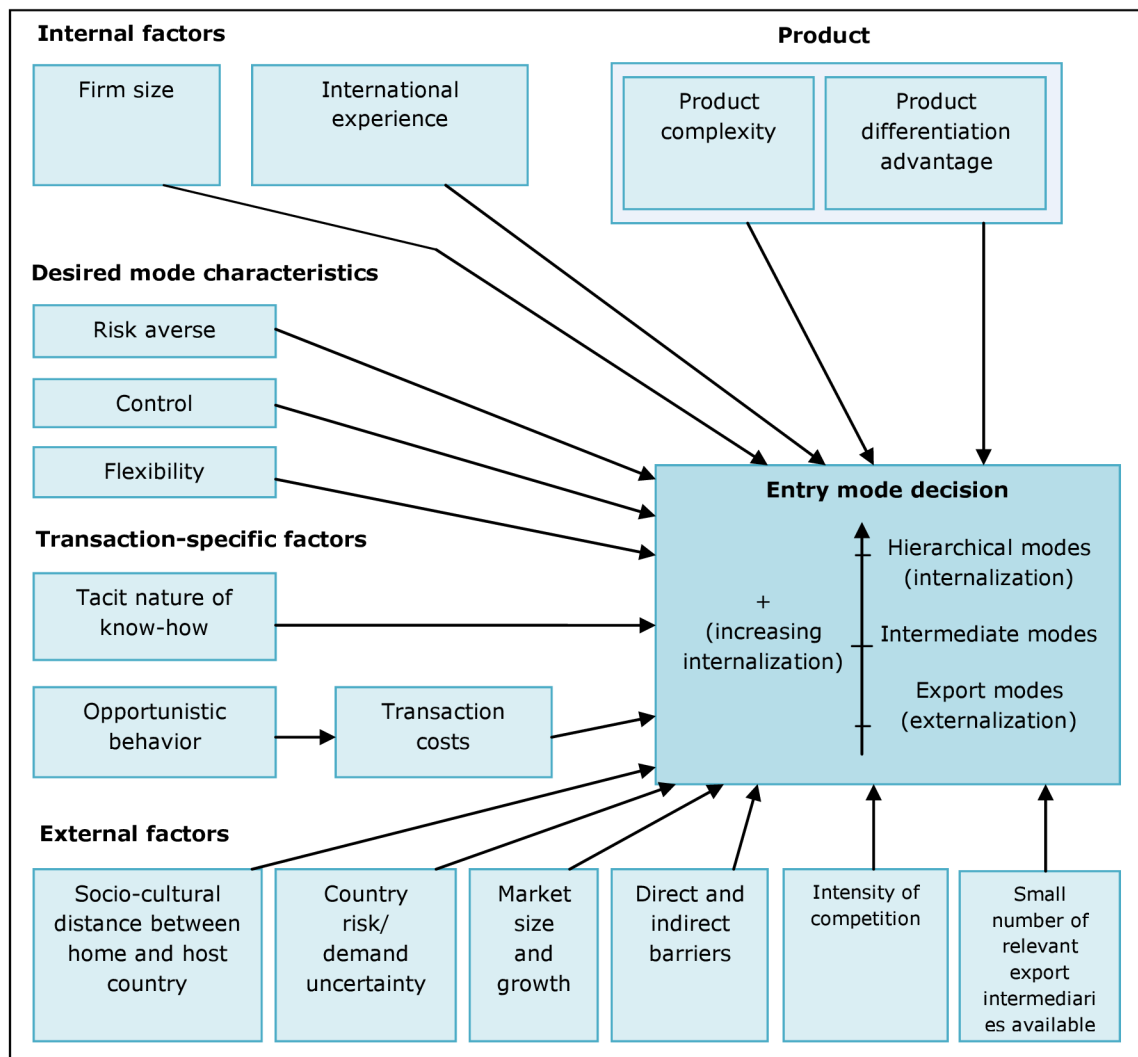 Internal factors
Firm size
International
experience
Product
Product
complexity
Product
differentiation
advantage
Desired mode characteristics
Risk averse
Control
Flexibility
Transaction-specific factors
Tacit nature of
know-how
Opportunistic
behavior
Transaction
costs
Entry mode decision
+
(increasing
internalization)
Hierarchical modes
(internalization)
Intermediate modes
Export modes
(externalization)
External factors
Socio-cultural
distance between
home and host
country
Country
risk/
demand
uncertainty
Market
size
and
growth
Direct and
indirect
barriers
Intensity of
competition
Small
number of
relevant
export
intermediari
es available